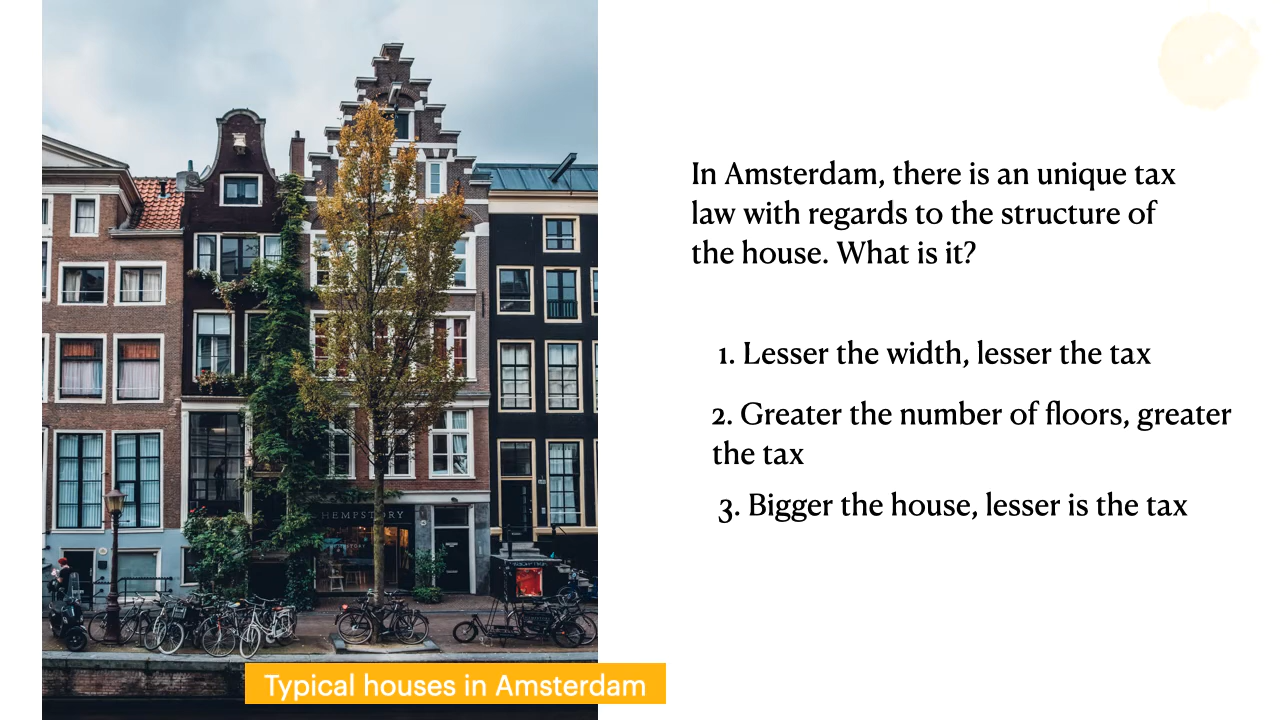 In Amsterdam, there is an unique tax
law with regards to the structure of
the house. What is it?
1. Lesser the width, lesser the tax
2. Greater the number of floors, greater
the tax
3. Bigger the house, lesser is the tax
HEMPSTORY
Typical houses in Amsterdam